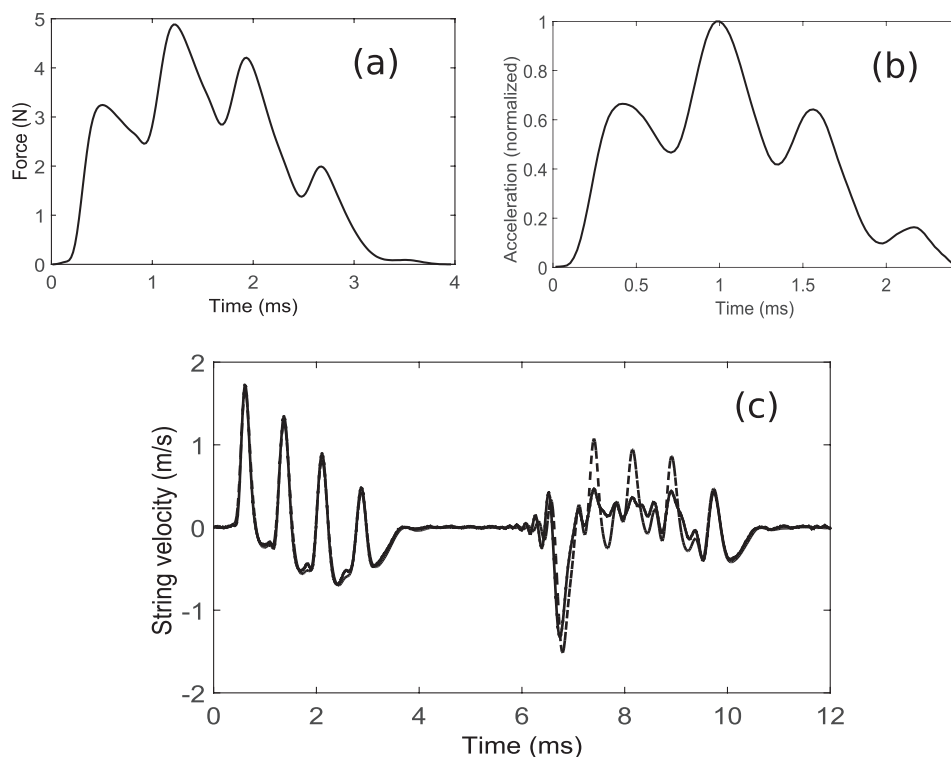 5
4
3
2
1
0
Force (N)
(a)
0 1 2 3 4
Time (ms)
1
0.8
0.6
0.4
0.2
0
Acceleration (normalized)
(b)
0 0.5 1 1.5 2
Time (ms)
2
1
0
-1
-2
String velocity (m/s)
(c)
0 2 4 6 8 10 12
Time (ms)